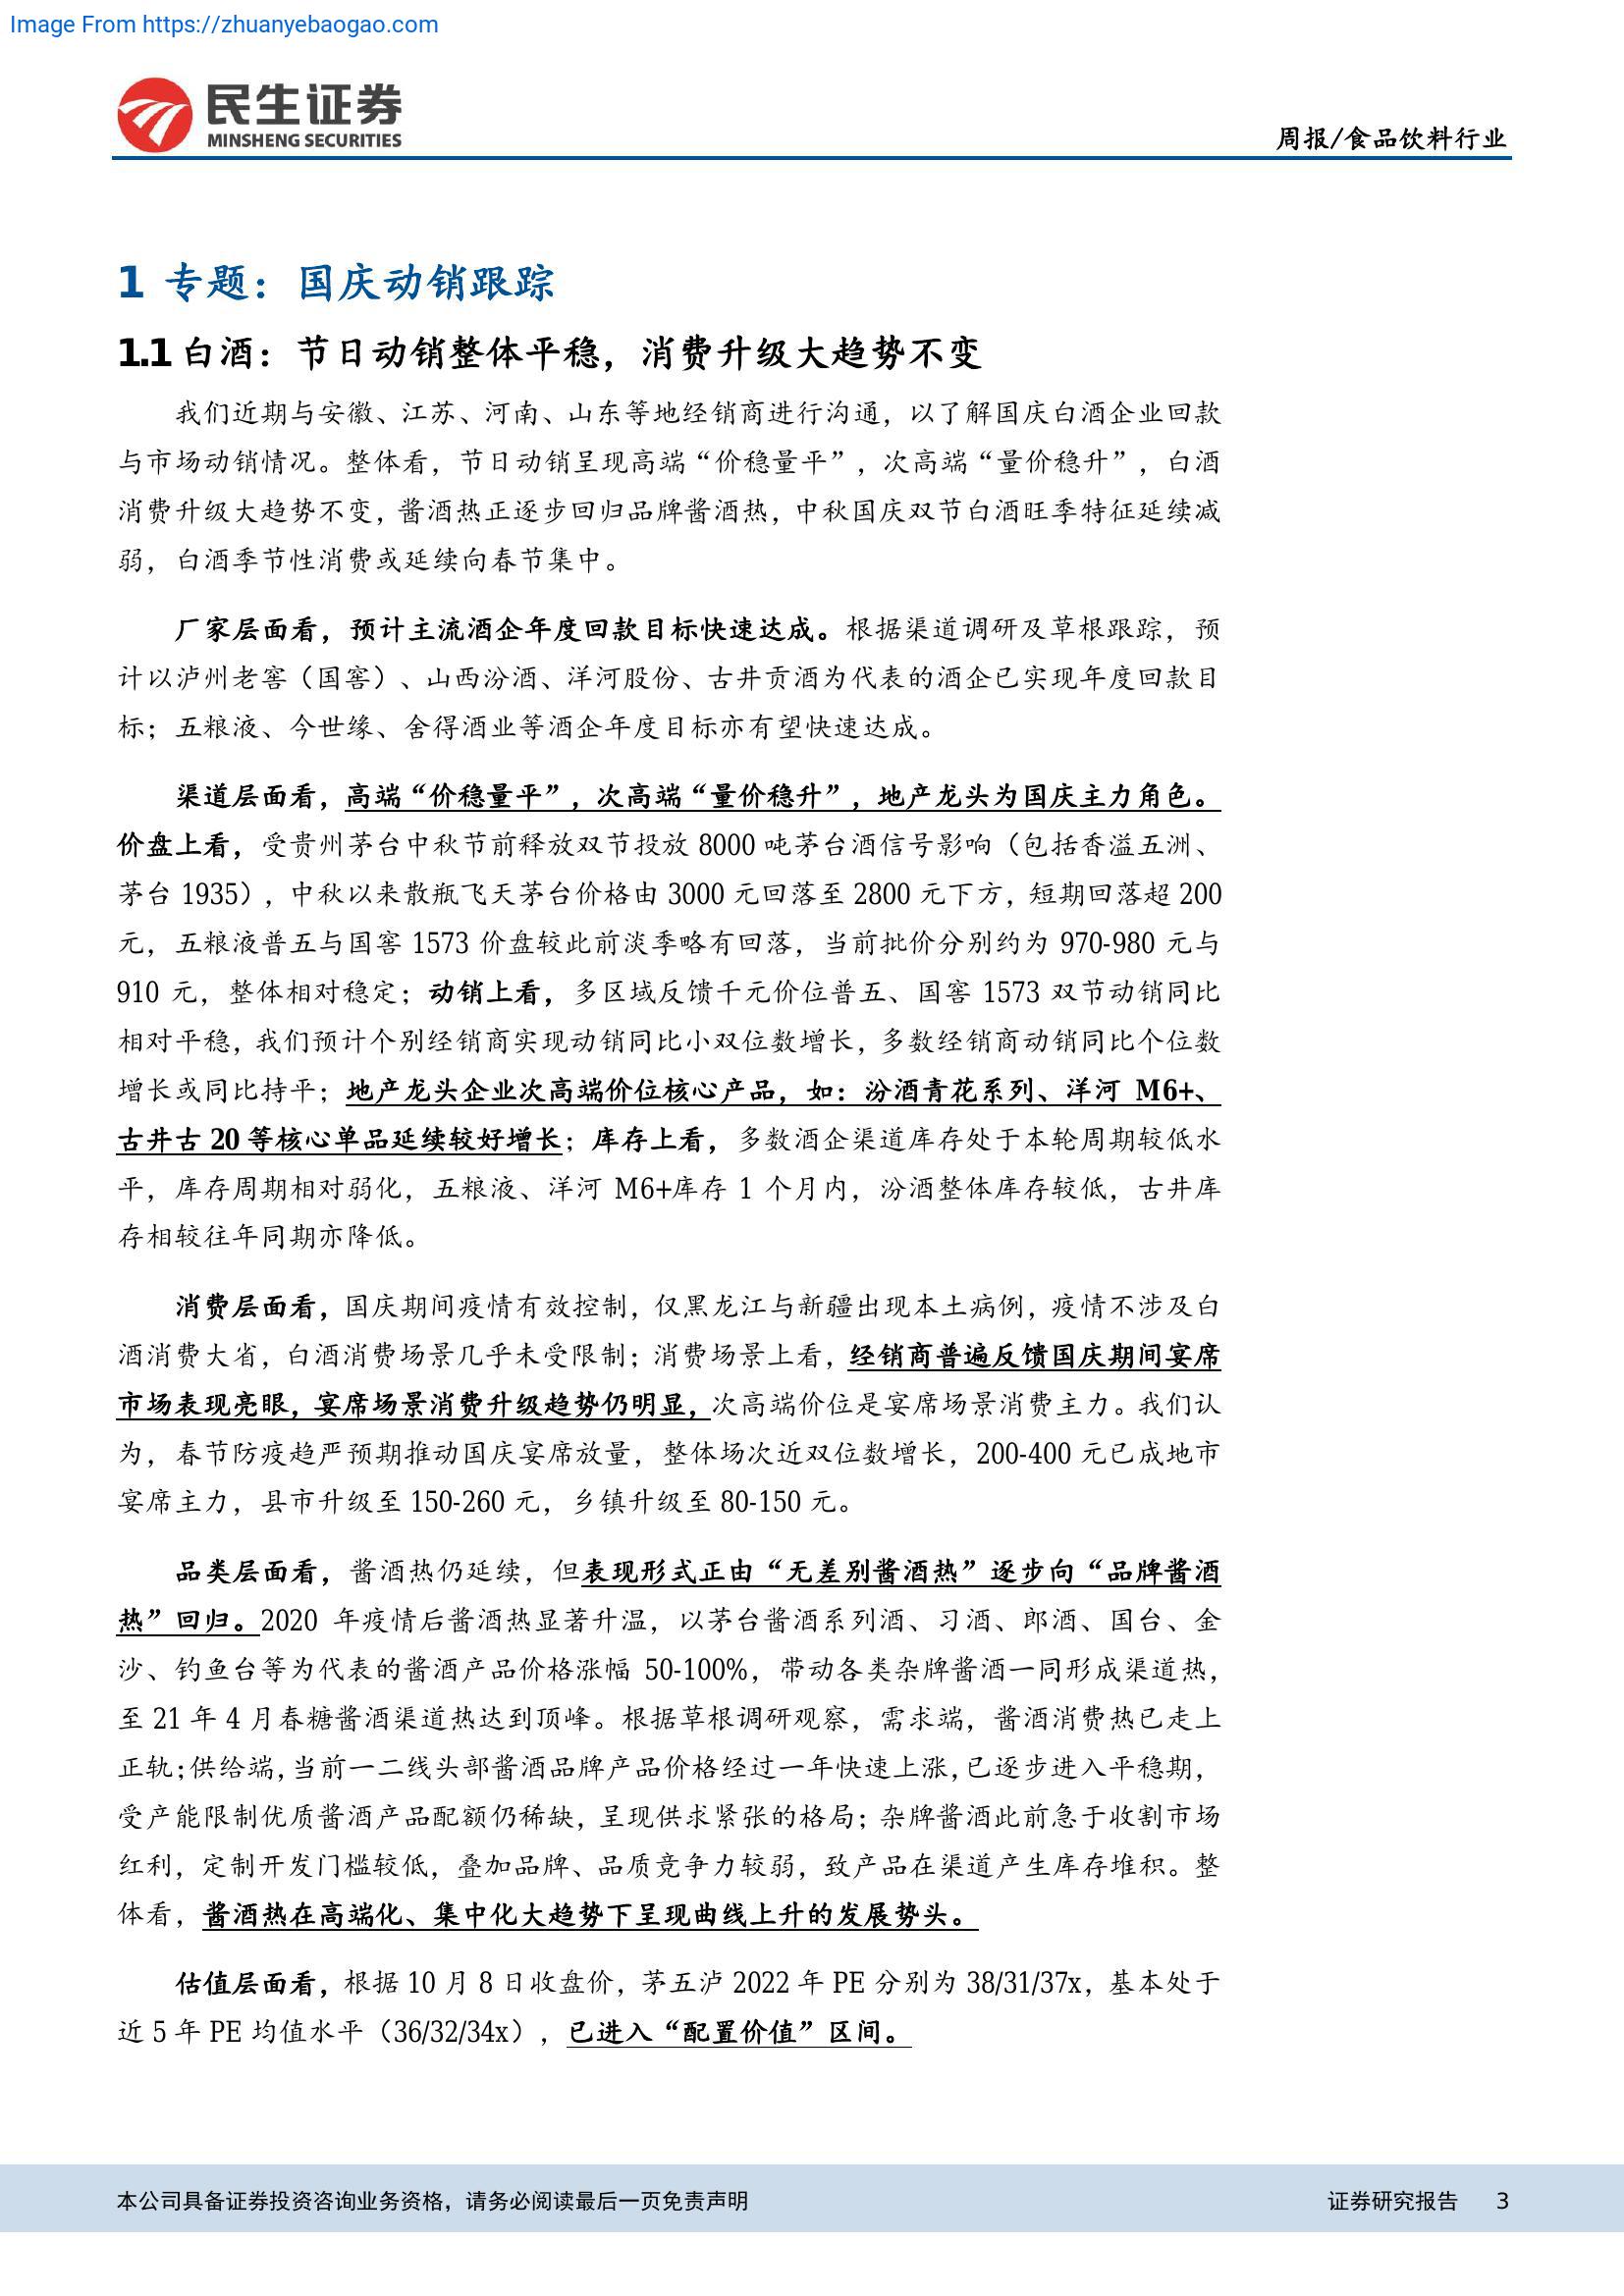 Image From https://zhuanyebaogao.com
民生证券
MINSHENG SECURITIES
周报/食品饮料行业
1 专题：国庆动销跟踪
1.1 白酒：节日动销整体平稳，消费升级大趋势不变
我们近期与安徽、江苏、河南、山东等地经销商进行沟通，以了解国庆白酒企业回款
与市场动销情况。整体看，节日动销呈现高端“价稳量平”，次高端“量价稳升”，白酒
消费升级大趋势不变，酱酒热正逐步回归品牌酱酒热，中秋国庆双节白酒旺季特征延续减
弱，白酒季节性消费或延续向春节集中。
厂家层面看，预计主流酒企年度回款目标快速达成。根据渠道调研及草根跟踪，预
计以泸州老窖（国窖）、山西汾酒、洋河股份、古井贡酒为代表的酒企已实现年度回款目
标；五粮液、今世缘、舍得酒业等酒企年度目标亦有望快速达成。
渠道层面看，高端“价稳量平”，次高端“量价稳升”，地产龙头为国庆主力角色。
价盘上看，受贵州茅台中秋节前释放双节投放 8000 吨茅台酒信号影响（包括香溢五洲、
茅台 1935），中秋以来散瓶飞天茅台价格由 3000 元回落至 2800 元下方，短期回落超 200
元，五粮液普五与国窖 1573 价盘较此前淡季略有回落，当前批价分别约为 970-980 元与
910 元，整体相对稳定；动销上看，多区域反馈千元价位普五、国窖 1573 双节动销同比
相对平稳，我们预计个别经销商实现动销同比小双位数增长，多数经销商动销同比个位数
增长或同比持平；地产龙头企业次高端价位核心产品，如：汾酒青花系列、洋河 M6+、
古井古 20 等核心单品延续较好增长；库存上看，多数酒企渠道库存处于本轮周期较低水
平，库存周期相对弱化，五粮液、洋河 M6+库存 1 个月内，汾酒整体库存较低，古井库
存相较往年同期亦降低。
消费层面看，国庆期间疫情有效控制，仅黑龙江与新疆出现本土病例，疫情不涉及白
酒消费大省，白酒消费场景几乎未受限制；消费场景上看，经销商普遍反馈国庆期间宴席
市场表现亮眼，宴席场景消费升级趋势仍明显，次高端价位是宴席场景消费主力。我们认
为，春节防疫趋严预期推动国庆宴席放量，整体场次近双位数增长，200-400 元已成地市
宴席主力，县市升级至 150-260 元，乡镇升级至 80-150 元。
品类层面看，酱酒热仍延续，但表现形式正由“无差别酱酒热”逐步向“品牌酱酒
热”回归。2020 年疫情后酱酒热显著升温，以茅台酱酒系列酒、习酒、郎酒、国台、金
沙、钓鱼台等为代表的酱酒产品价格涨幅 50-100%，带动各类杂牌酱酒一同形成渠道热，
至 21 年 4 月春糖酱酒渠道热达到顶峰。根据草根调研观察，需求端，酱酒消费热已走上
正轨；供给端，当前一二线头部酱酒品牌产品价格经过一年快速上涨，已逐步进入平稳期，
受产能限制优质酱酒产品配额仍稀缺，呈现供求紧张的格局；杂牌酱酒此前急于收割市场
红利，定制开发门槛较低，叠加品牌、品质竞争力较弱，致产品在渠道产生库存堆积。整
体看，酱酒热在高端化、集中化大趋势下呈现曲线上升的发展势头。
估值层面看，根据 10 月 8 日收盘价，茅五泸 2022 年 PE 分别为 38/31/37x，基本处于
近 5 年 PE 均值水平（36/32/34x），已进入“配置价值”区间。
本公司具备证券投资咨询业务资格，请务必阅读最后一页免责声明
证券研究报告 3